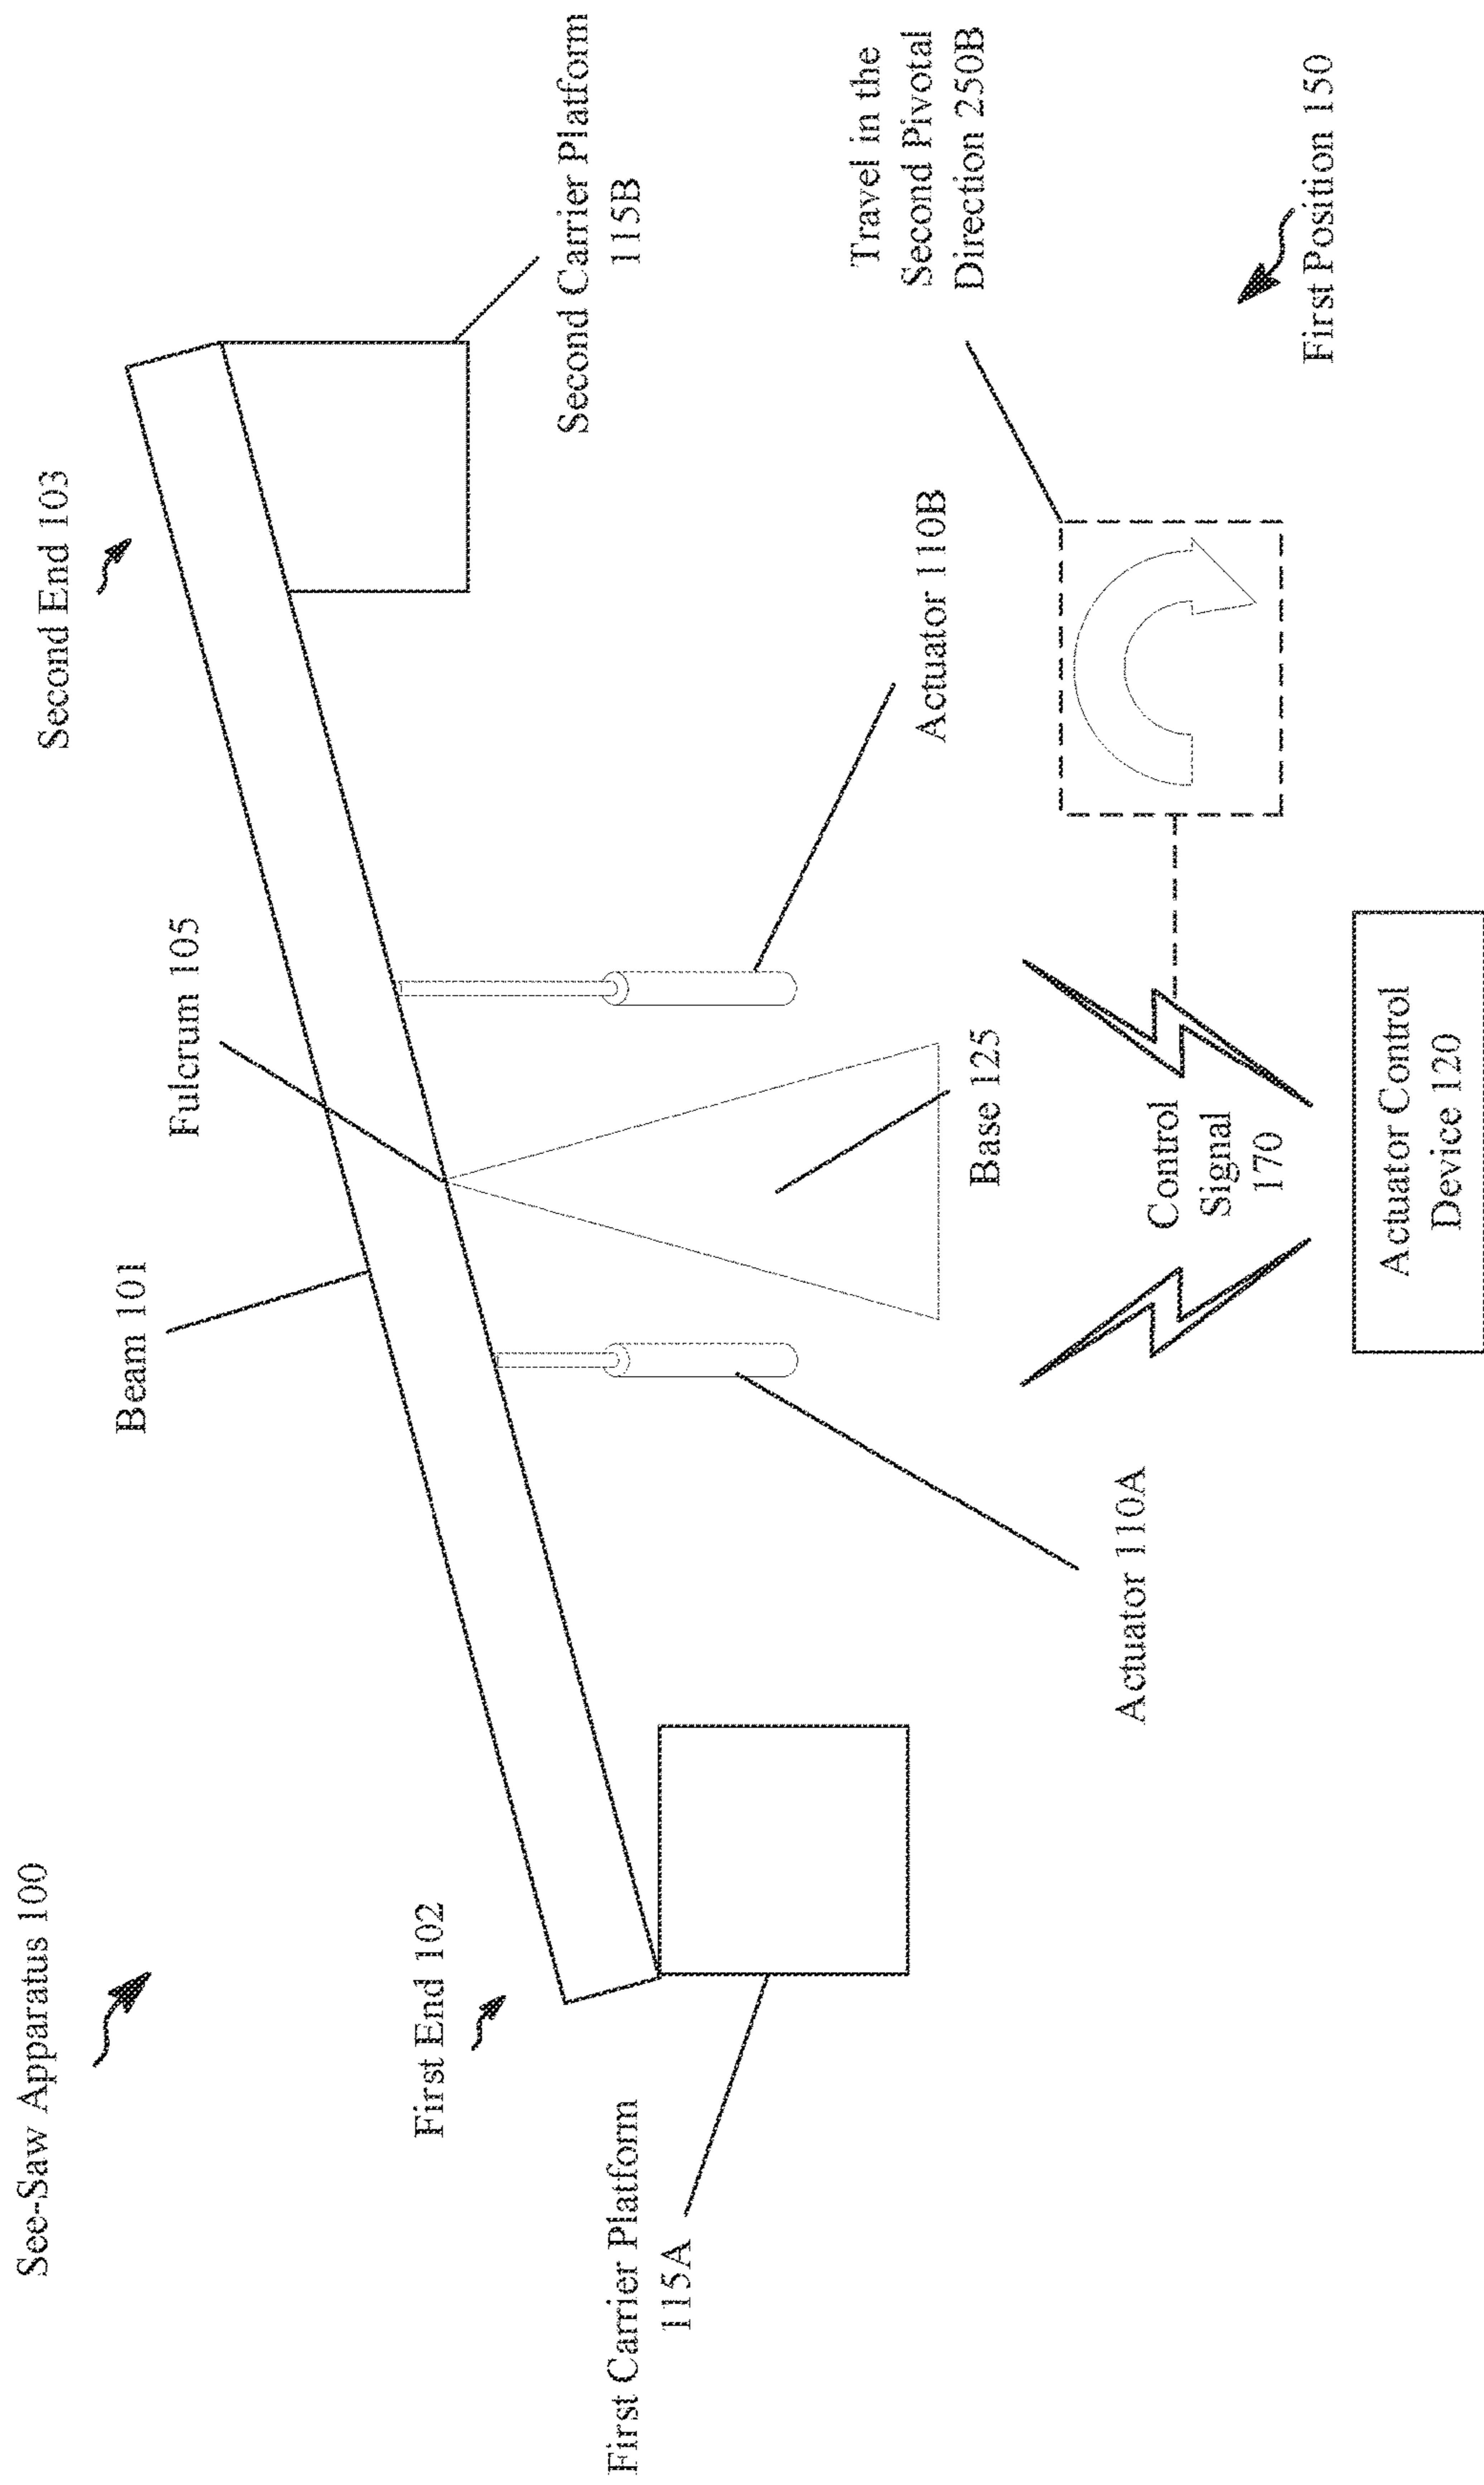 See-Saw Apparatus 100
Second End 103
Beam 101
Fulcrum 105
First End 102
Second Carrier Platform
115B
First Carrier Platform
115A
Travel in the
Second Pivotal
Direction 250B
Actuator 110B
Base 125
Actuator 110A
Control
Signal
170
First Position 150
Actuator Control
Device 120